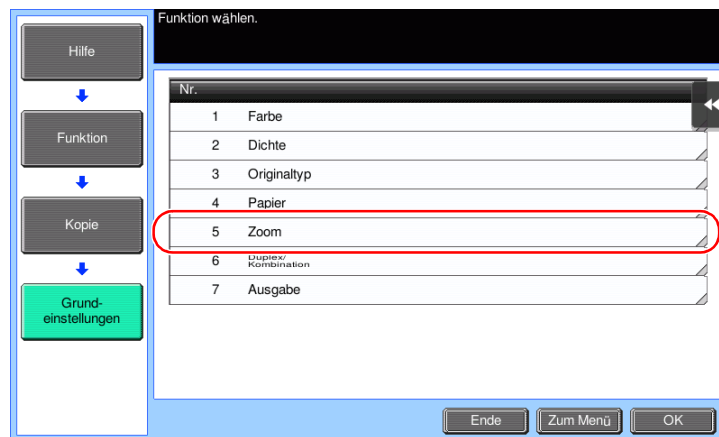 Funktion wählen.
Hilfe
Funktion
Kopie
Grund-
einstellungen
Nr.
1 Farbe
2 Dichte
3 Originaltyp
4 Papier
5 Zoom
6 Duplex/
Kombination
7 Ausgabe
Ende
Zum Menü
OK